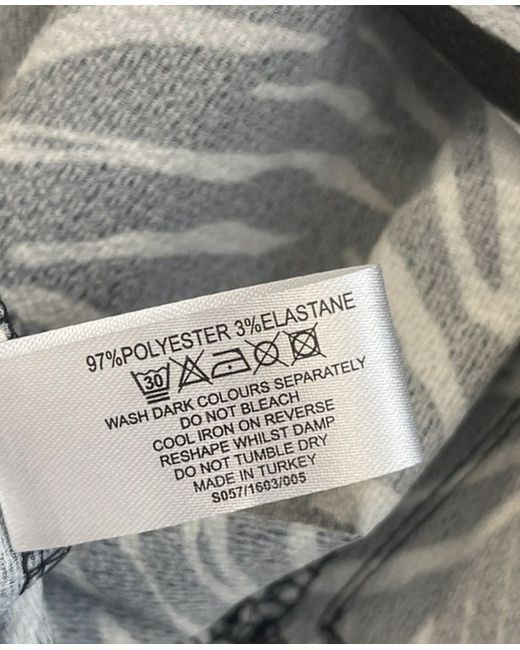 97%POLYESTER 3%ELASTANE
30
WASH DARK COLOURS SEPARATELY
DO NOT BLEACH
COOL IRON ON REVERSE
RESHAPE WHILST DAMP
DO NOT TUMBLE DRY
MADE IN TURKEY
S057/1603/005